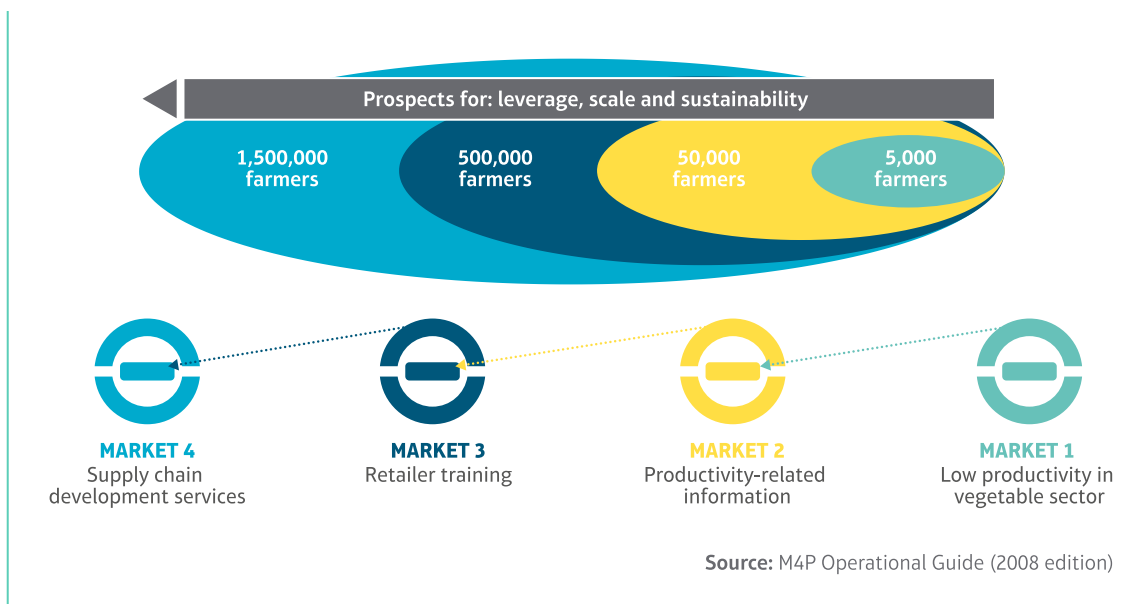 Prospects for: leverage, scale and sustainability
1,500,000
farmers
500,000
farmers
50,000
farmers
5,000
farmers
MARKET 4
Supply chain
development services
MARKET 3
Retailer training
MARKET 2
Productivity-related
information
MARKET 1
Low productivity in
vegetable sector
Source: M4P Operational Guide (2008 edition)